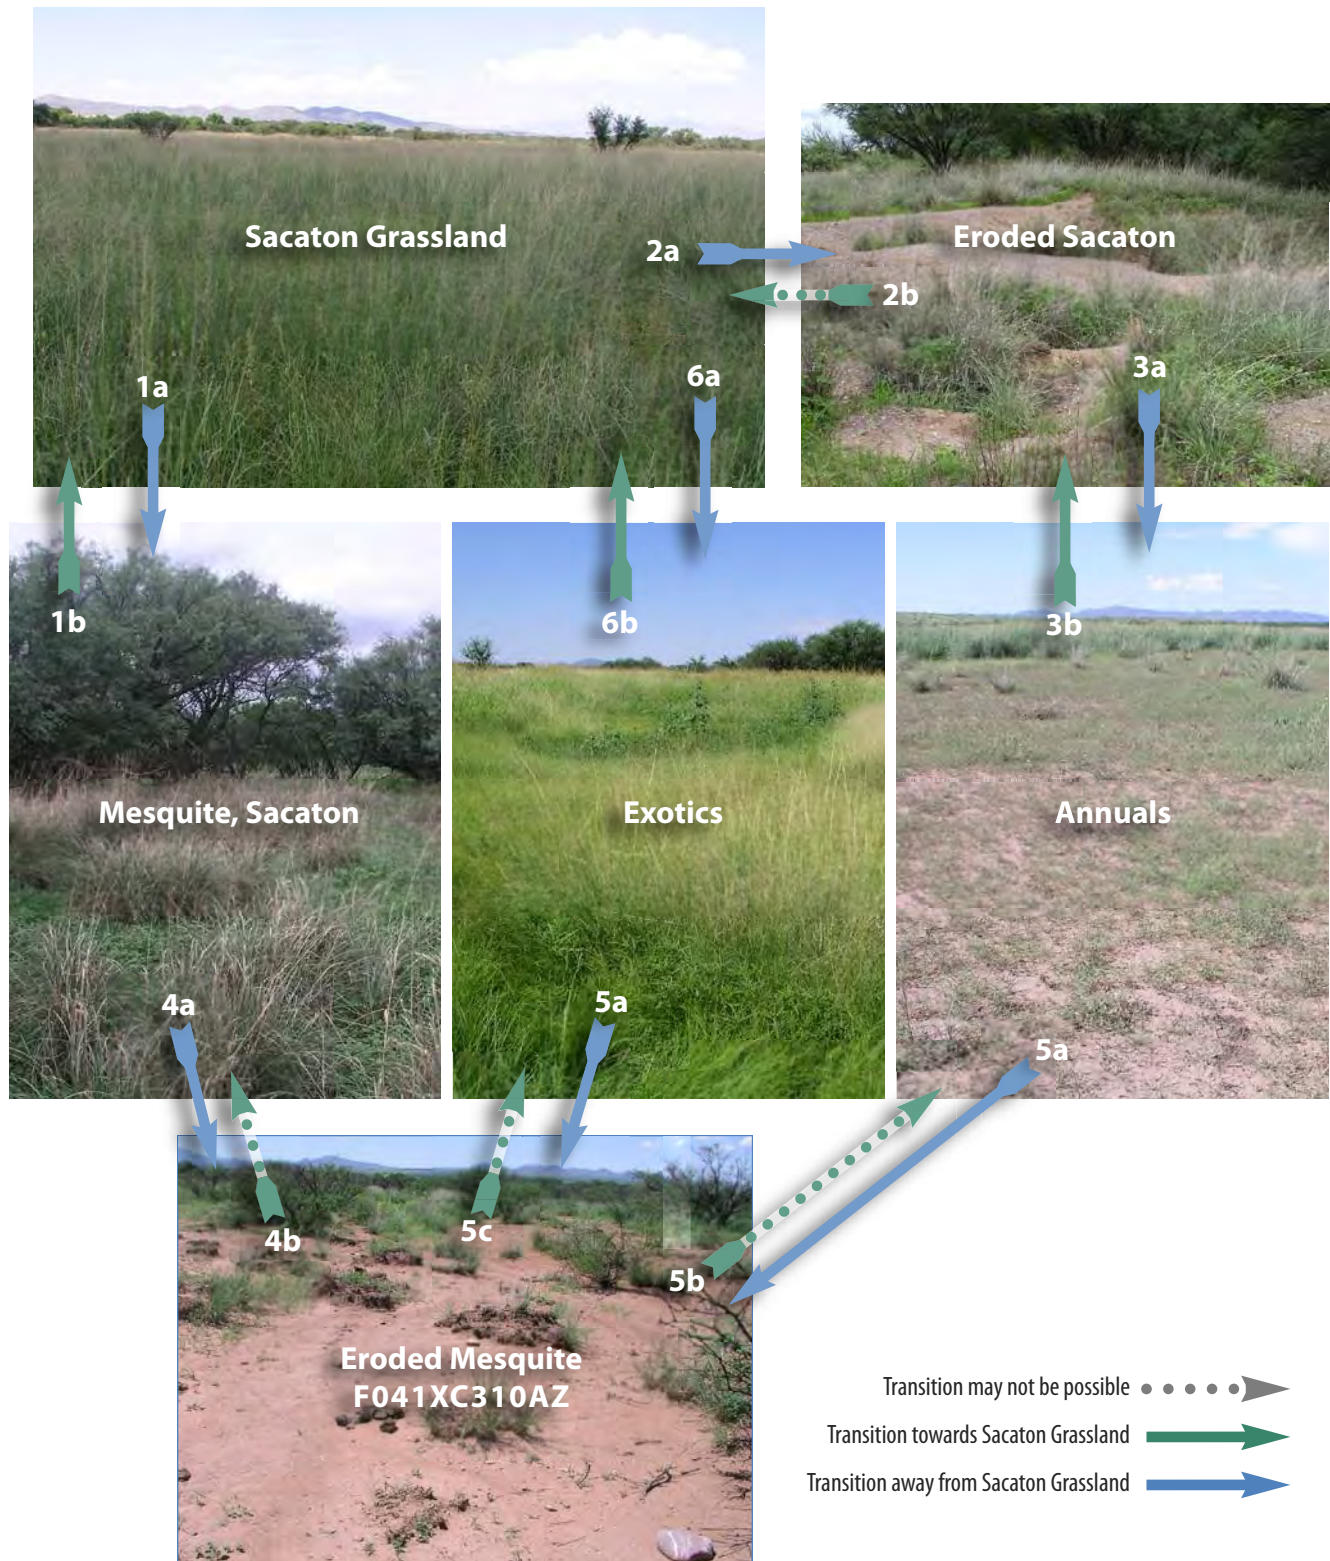 Sacaton Grassland
Eroded Sacaton
2a
2b
1a
6a
3a
1b
6b
3b
Mesquite, Sacaton
Exotics
Annuals
4a
5a
5a
4b
5c
5b
Eroded Mesquite
F041XC310AZ
Transition may not be possible
Transition towards Sacaton Grassland
Transition away from Sacaton Grassland